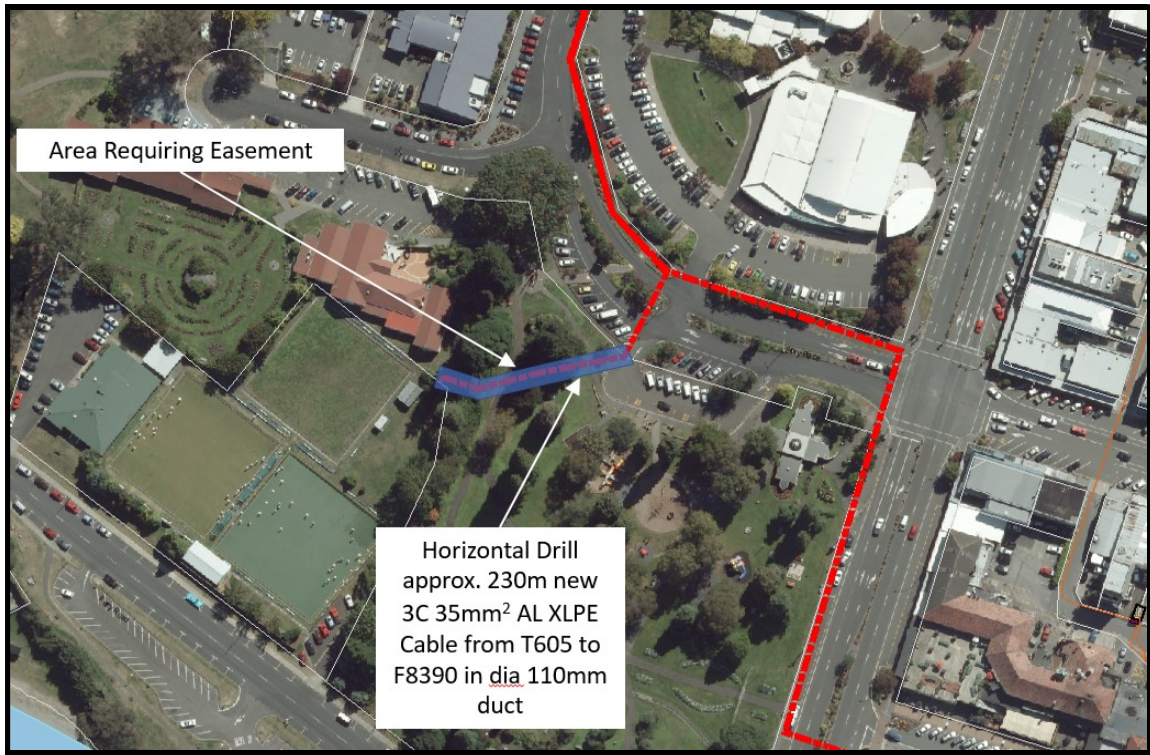 Area Requiring Easement
Horizontal Drill
approx. 230m new
3C 35mm² AL XLPE
Cable from T605 to
F8390 in dia 110mm
duct